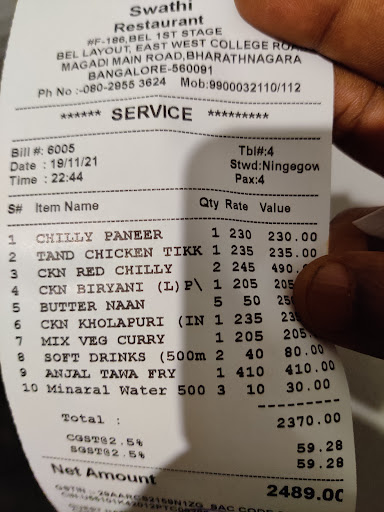 Swathi
Restaurant
#F-186,BEL 1ST STAGE
BEL LAYOUT, EAST WEST COLLEGE
MAGADI MAIN ROAD,BHARATHNAGARA
BANGALORE-560091
Ph No :-080-2955 3624 Mob:9900032110/112
****** SERVICE *********
Bill #: 6005 Tbl#:4
Date : 19/11/21 Stwd:Ningegow
Time : 22:44 Pax:4
S# Item Name Qty Rate Value
1 CHILLY PANEER 1 230 230.00
2 TAND CHICKEN TIKK 1 235 235.00
3 CKN RED CHILLY 2 245 490.
4 CKN BIRYANI (L)P\ 1 205 205
5 BUTTER NAAN 5 50 250
6 CKN KHOLAPURI (IN 1 235 235
7 MIX VEG CURRY 1 205 205.
8 SOFT DRINKS (500m 2 40 80.00
9 ANJAL TAWA FRY 1 410 410.00
10 Minaral Water 500 3 10 30.00
Total : 2370.00
CGST@2.5% 59.28
SGST@2.5% 59.28
Net Amount 2489.00